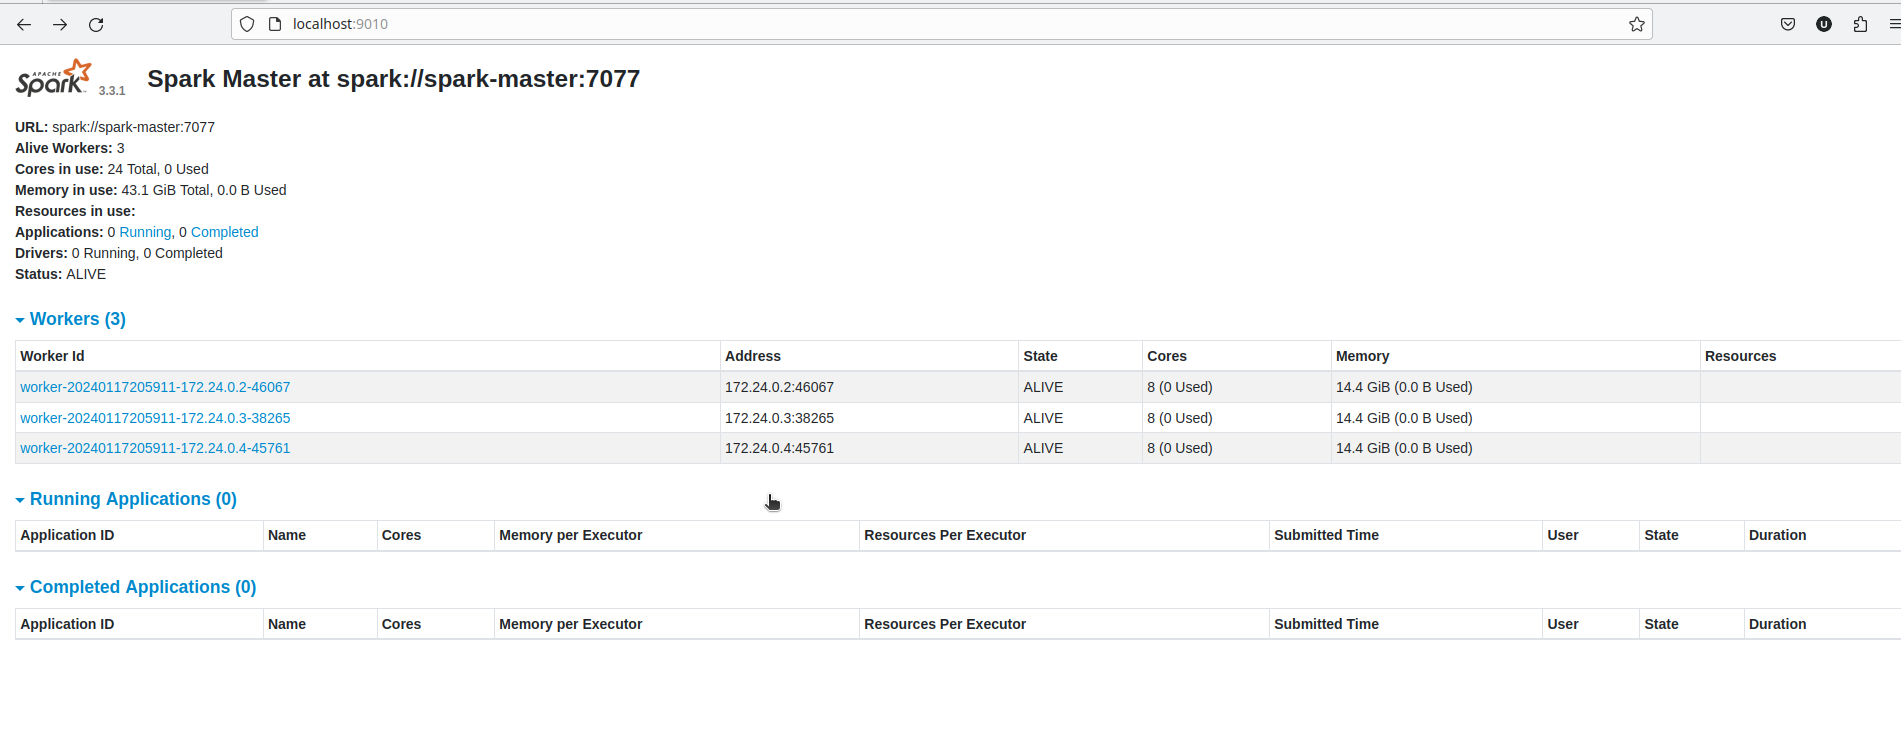 localhost:9010
APACHE
Spark 3.3.1 Spark Master at spark://spark-master:7077
URL: spark://spark-master:7077
Alive Workers: 3
Cores in use: 24 Total, 0 Used
Memory in use: 43.1 GiB Total, 0.0 B Used
Resources in use:
Applications: 0 Running, 0 Completed
Drivers: 0 Running, 0 Completed
Status: ALIVE
Workers (3)
Worker Id Address State Cores Memory Resources
worker-20240117205911-172.24.0.2-46067 172.24.0.2:46067 ALIVE 8 (0 Used) 14.4 GiB (0.0 B Used)
worker-20240117205911-172.24.0.3-38265 172.24.0.3:38265 ALIVE 8 (0 Used) 14.4 GiB (0.0 B Used)
worker-20240117205911-172.24.0.4-45761 172.24.0.4:45761 ALIVE 8 (0 Used) 14.4 GiB (0.0 B Used)
Running Applications (0)
Application ID Name Cores Memory per Executor Resources Per Executor Submitted Time User State Duration
Completed Applications (0)
Application ID Name Cores Memory per Executor Resources Per Executor Submitted Time User State Duration